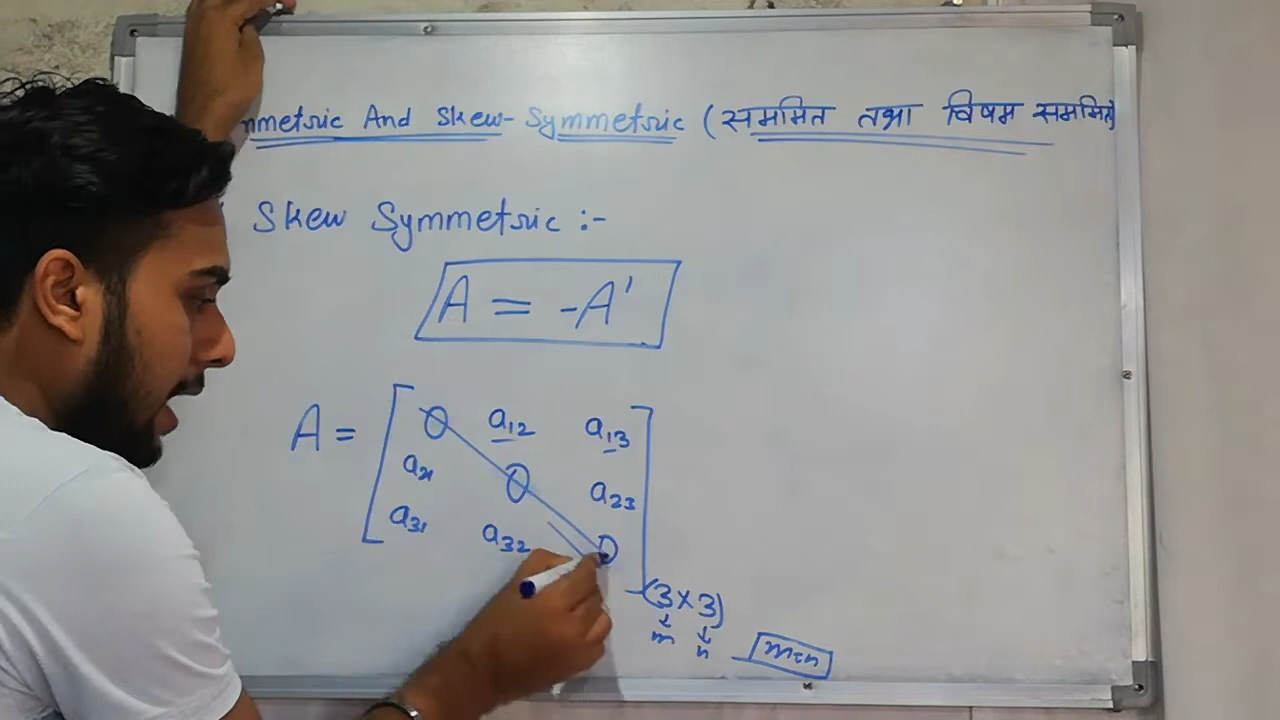 mmetric And Skew-Symmetric (सममित तथा विषम सममित)
Skew Symmetric :-
A = -A'
A = [ 0 a12 a13
a21 0 a23
a31 a32 0 ]
(3×3)
↓ ↓
m n
m=n